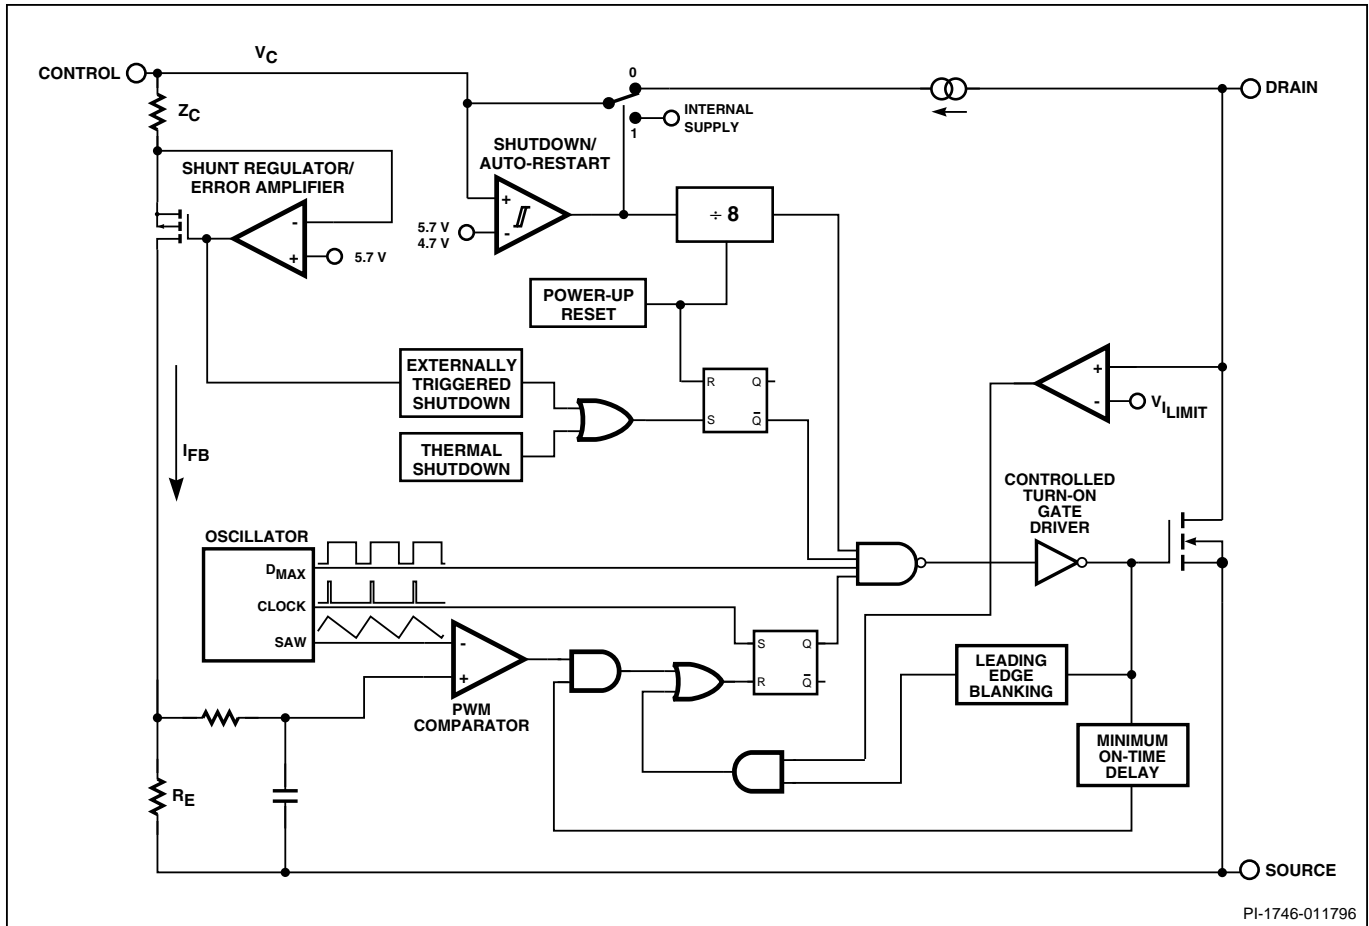 V_C
CONTROL
0
DRAIN
Z_C
INTERNAL
SUPPLY
1
SHUTDOWN/
AUTO-RESTART
SHUNT REGULATOR/
ERROR AMPLIFIER
+
-
5.7 V
4.7 V
÷ 8
-
+
5.7 V
POWER-UP
RESET
EXTERNALLY
TRIGGERED
SHUTDOWN
R
Q
S
Q̅
+
-
V_ILIMIT
THERMAL
SHUTDOWN
I_FB
CONTROLLED
TURN-ON
GATE
DRIVER
OSCILLATOR
D_MAX
CLOCK
SAW
-
+
PWM
COMPARATOR
S
Q
R
Q̅
LEADING
EDGE
BLANKING
MINIMUM
ON-TIME
DELAY
R_E
SOURCE
PI-1746-011796